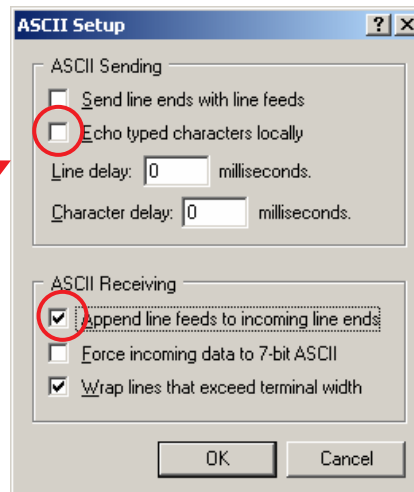 ASCII Setup
ASCII Sending
Send line ends with line feeds
Echo typed characters locally
Line delay: 0 milliseconds.
Character delay: 0 milliseconds.
ASCII Receiving
Append line feeds to incoming line ends
Force incoming data to 7-bit ASCII
Wrap lines that exceed terminal width
OK Cancel